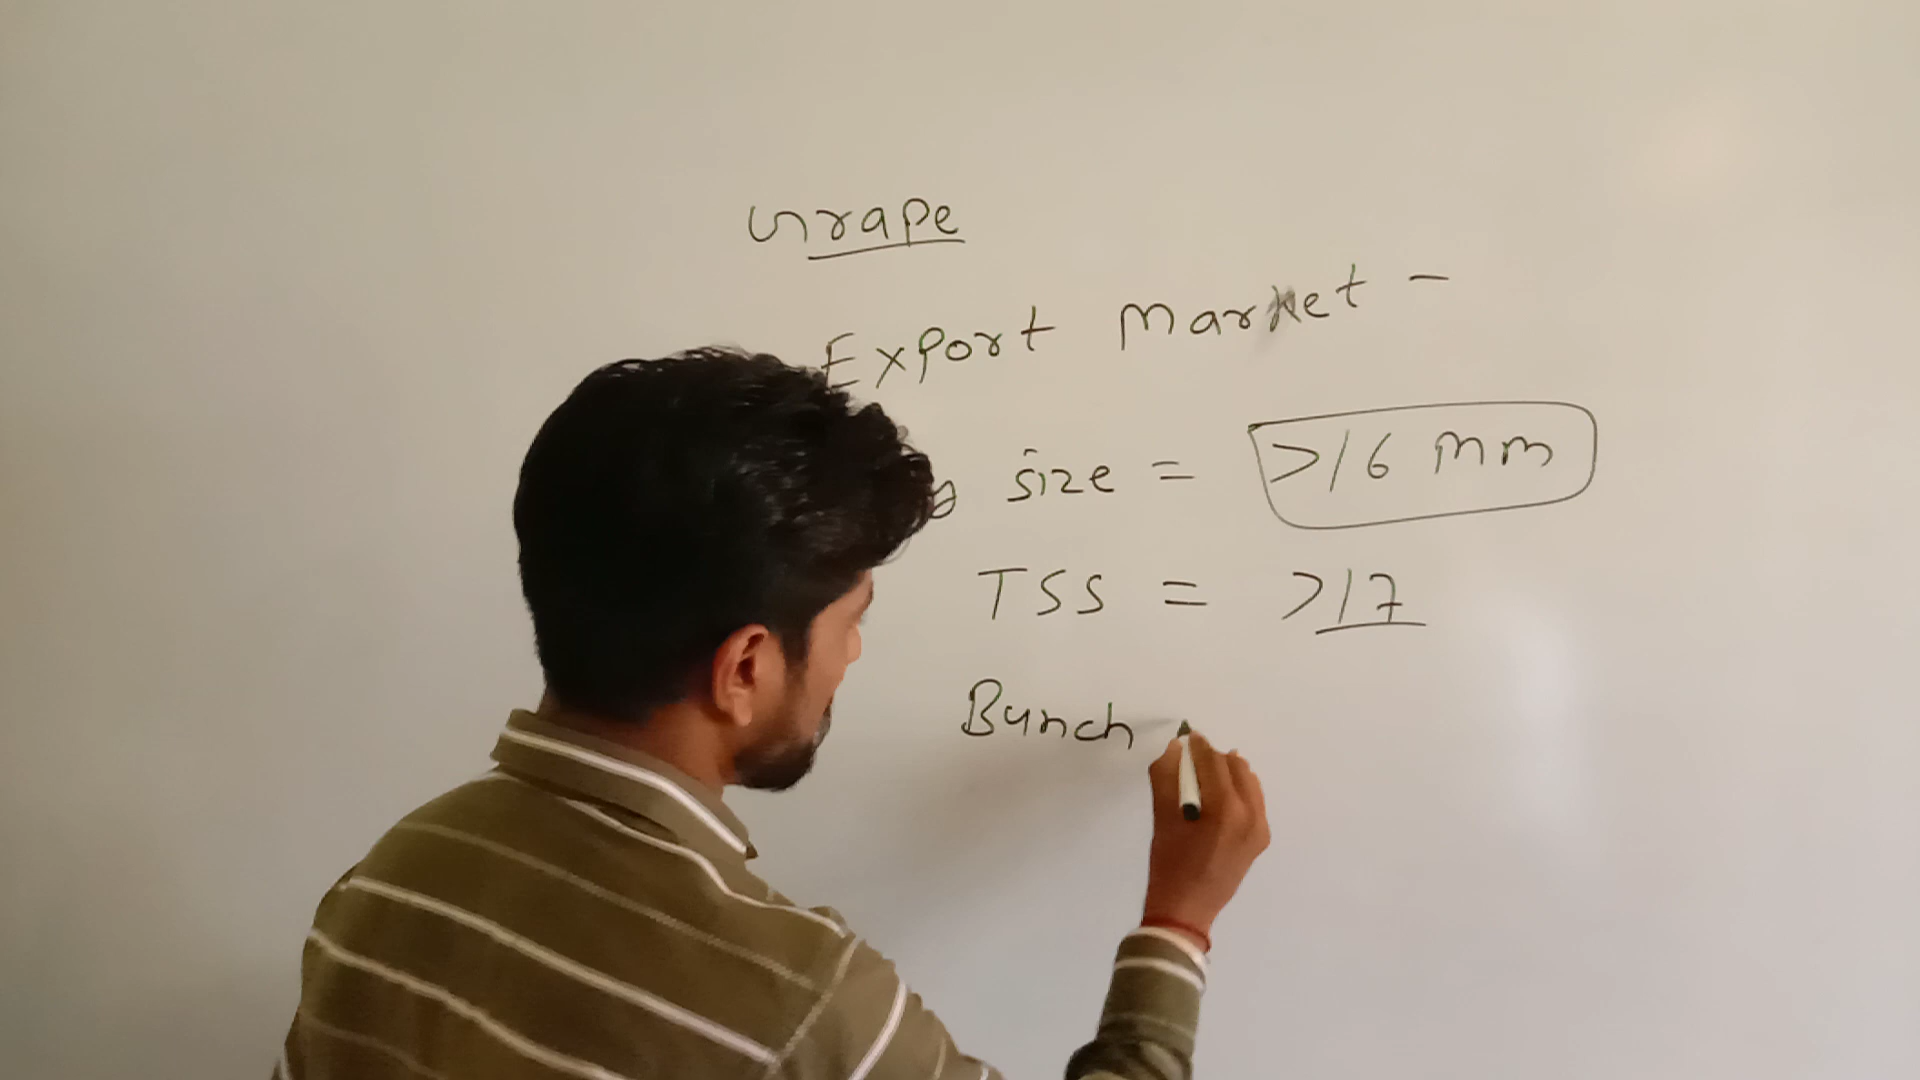 Grape
Export Market -
size = >16 mm
TSS = >17
Bunch